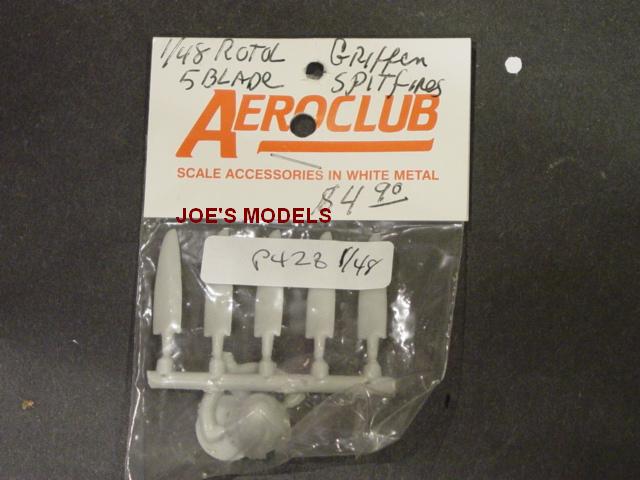 1/48 ROTOL GRIFFEN
5 BLADE SPITFIRES
AEROCLUB
SCALE ACCESSORIES IN WHITE METAL
$4.90
JOE'S MODELS
P428 1/48